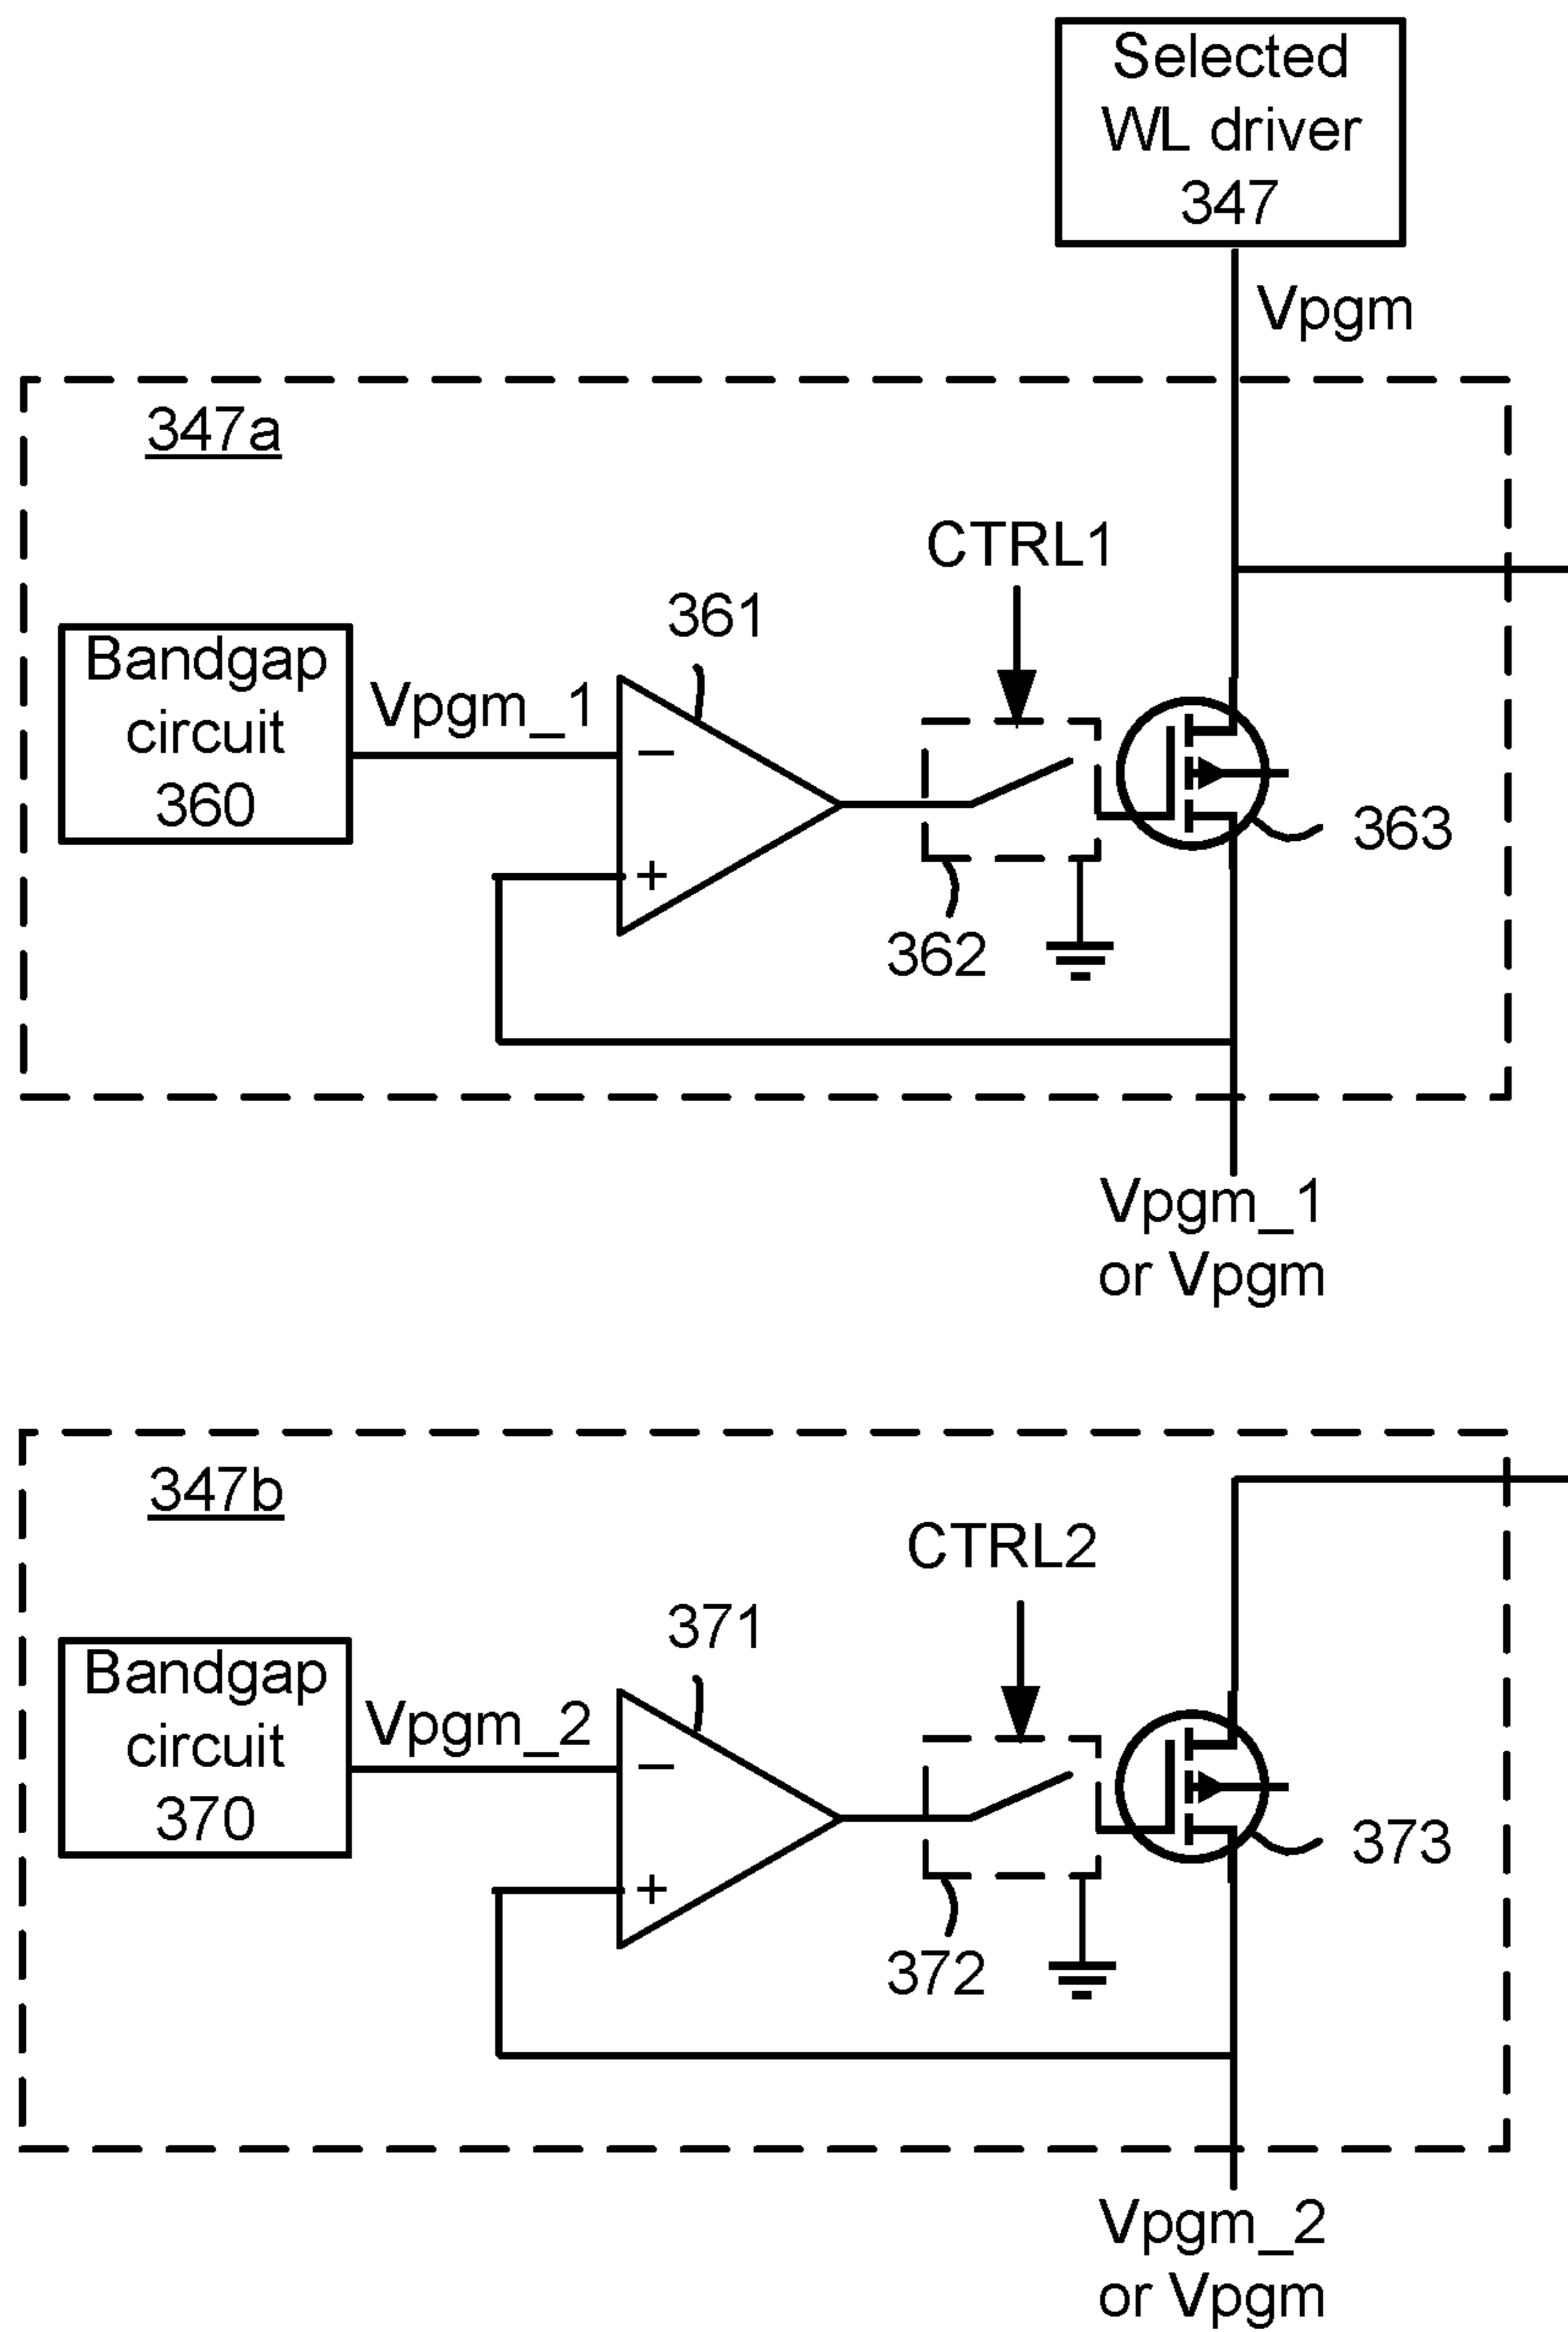 Selected
WL driver
347
Vpgm
347a
CTRL1
361
Bandgap
circuit
360
Vpgm_1
−
+
363
362
Vpgm_1
or Vpgm
347b
CTRL2
371
Bandgap
circuit
370
Vpgm_2
−
+
373
372
Vpgm_2
or Vpgm